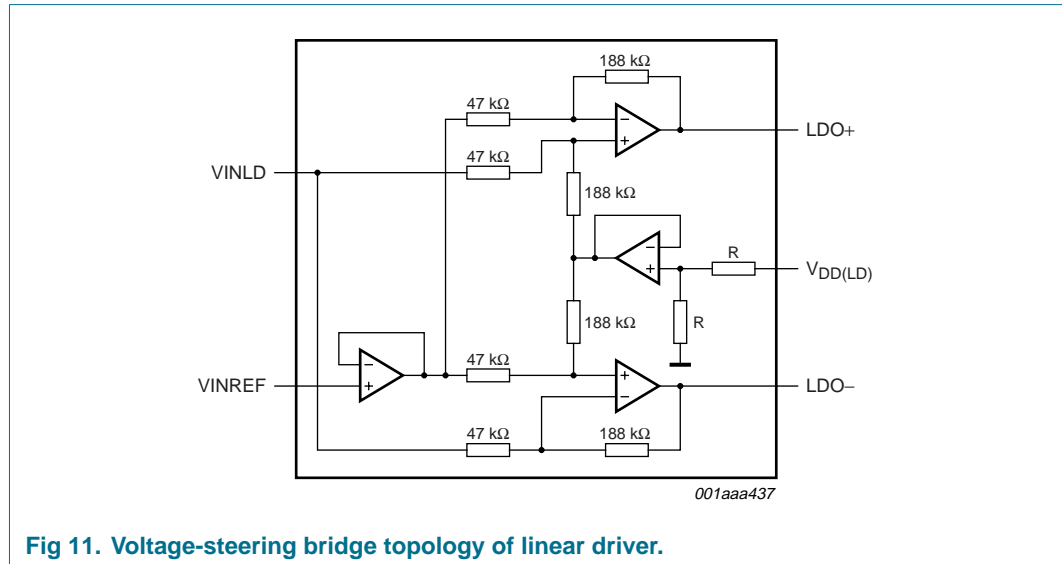 188 kΩ
47 kΩ
−
+
LDO+
VINLD
47 kΩ
188 kΩ
−
+
R
VDD(LD)
R
188 kΩ
−
+
VINREF
47 kΩ
+
−
LDO−
47 kΩ
188 kΩ
001aaa437
Fig 11. Voltage-steering bridge topology of linear driver.